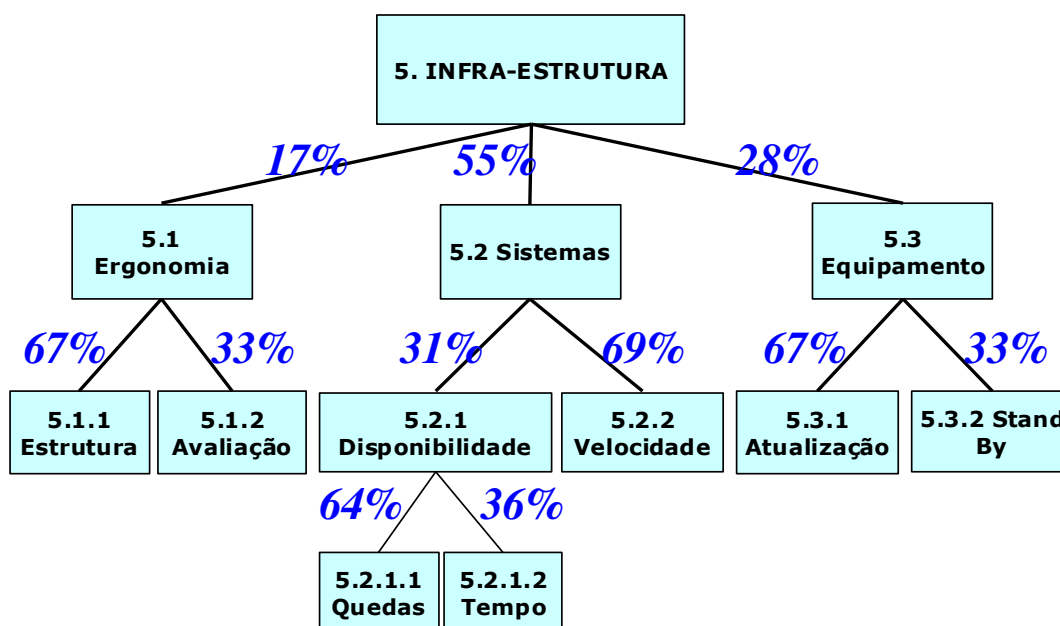 5. INFRA-ESTRUTURA
17%
55%
28%
5.1
Ergonomia
5.2 Sistemas
5.3
Equipamento
67%
33%
31%
69%
67%
33%
5.1.1
Estrutura
5.1.2
Avaliação
5.2.1
Disponibilidade
5.2.2
Velocidade
5.3.1
Atualização
5.3.2 Stand
By
64%
36%
5.2.1.1
Quedas
5.2.1.2
Tempo